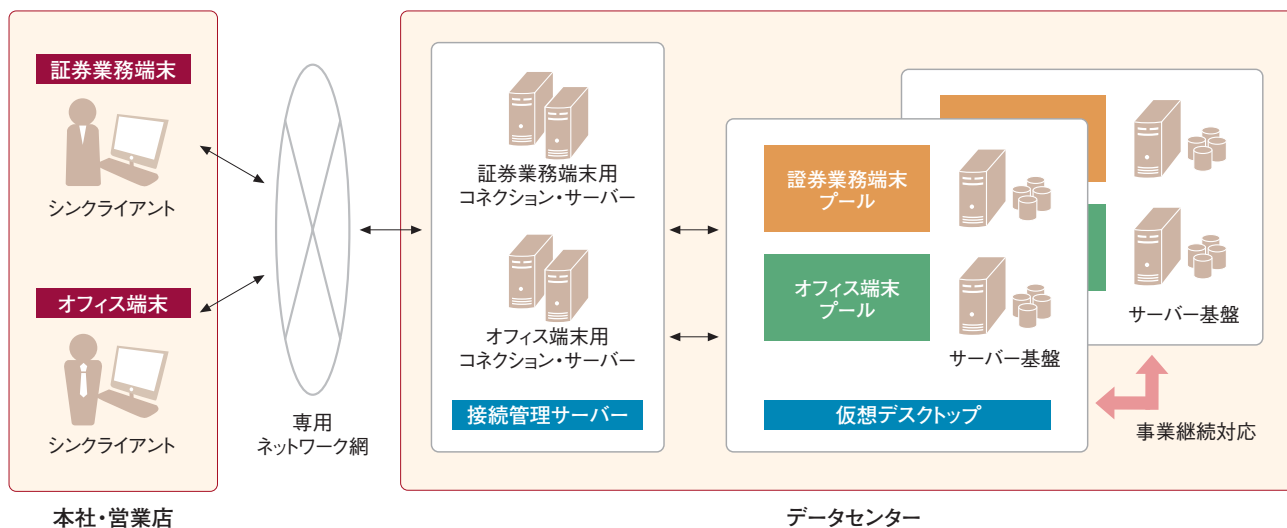 証券業務端末
シンクライアント
オフィス端末
シンクライアント
本社・営業店
専用
ネットワーク網
証券業務端末用
コネクション・サーバー
オフィス端末用
コネクション・サーバー
接続管理サーバー
證券業務端末
プール
オフィス端末
プール
サーバー基盤
仮想デスクトップ
サーバー基盤
事業継続対応
データセンター